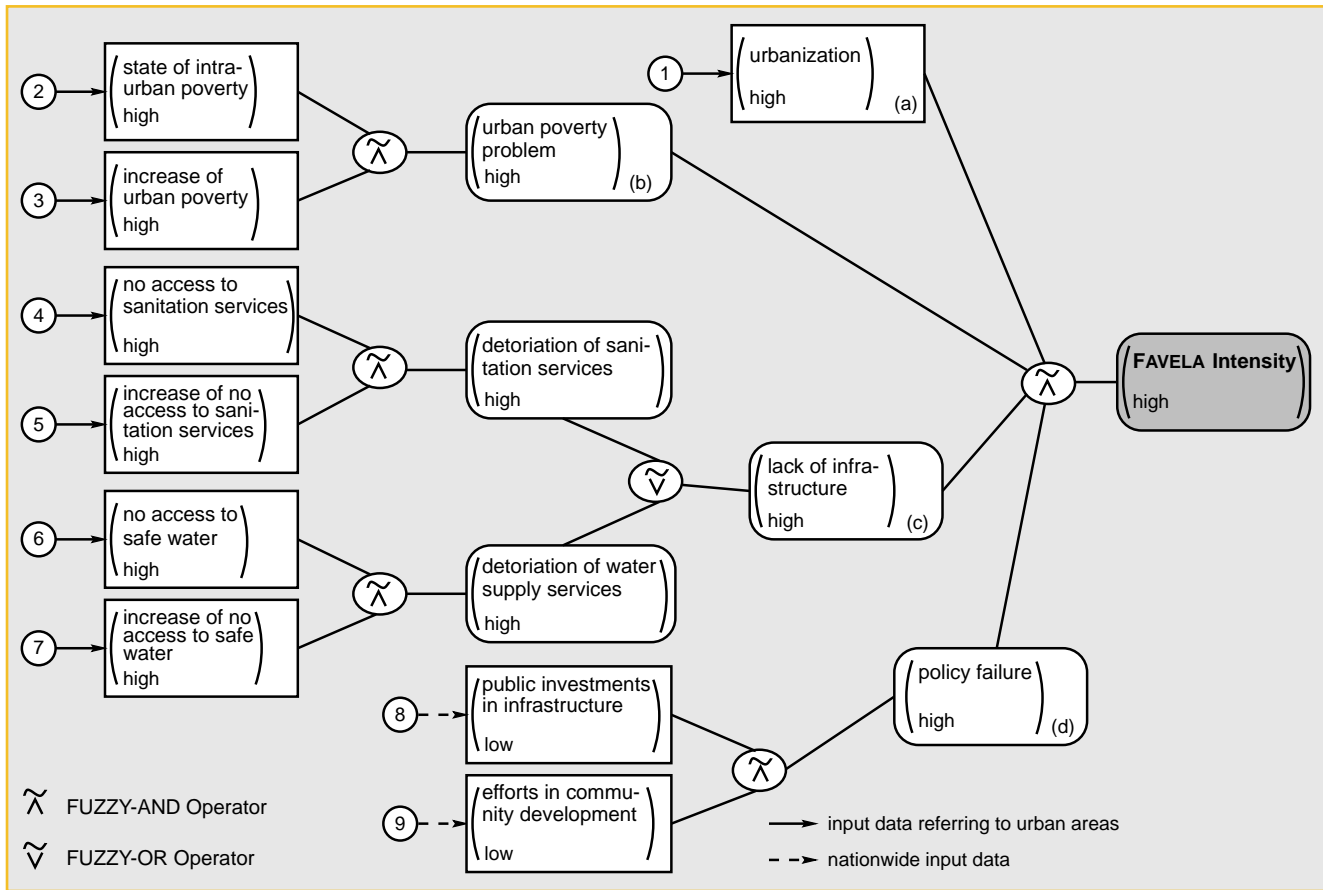 1
urbanization
high
(a)
2
state of intra-
urban poverty
high
3
increase of
urban poverty
high
urban poverty
problem
high
(b)
4
no access to
sanitation services
high
5
increase of no
access to sani-
tation services
high
detoriation of sani-
tation services
high
6
no access to
safe water
high
7
increase of no
access to safe
water
high
detoriation of water
supply services
high
lack of infra-
structure
high
(c)
FAVELA Intensity
high
8
public investments
in infrastructure
low
9
efforts in commu-
nity development
low
policy failure
high
(d)
FUZZY-AND Operator
FUZZY-OR Operator
input data referring to urban areas
nationwide input data